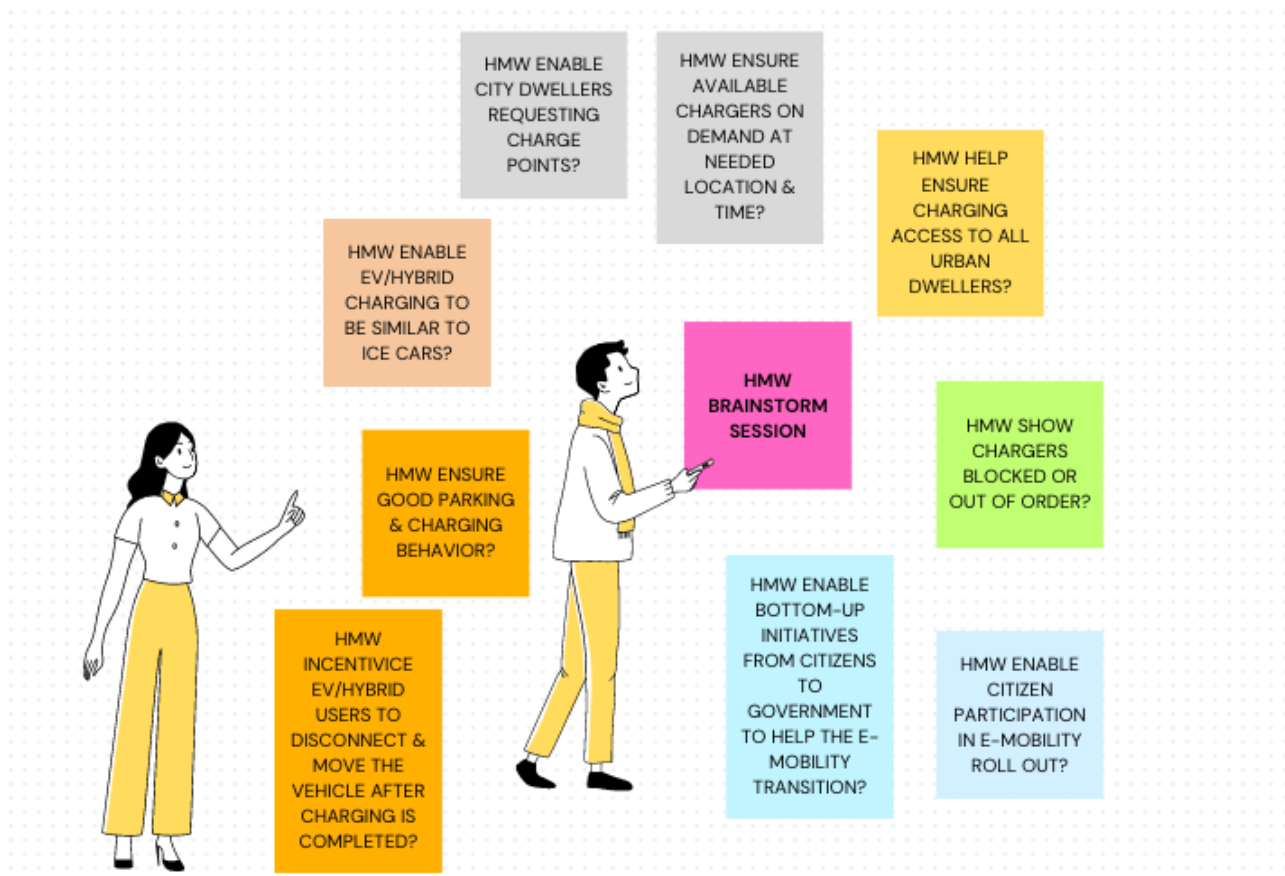 HMW ENABLE
CITY DWELLERS
REQUESTING
CHARGE
POINTS?
HMW ENSURE
AVAILABLE
CHARGERS ON
DEMAND AT
NEEDED
LOCATION &
TIME?
HMW HELP
ENSURE
CHARGING
ACCESS TO ALL
URBAN
DWELLERS?
HMW ENABLE
EV/HYBRID
CHARGING TO
BE SIMILAR TO
ICE CARS?
HMW
BRAINSTORM
SESSION
HMW SHOW
CHARGERS
BLOCKED OR
OUT OF ORDER?
HMW ENSURE
GOOD PARKING
& CHARGING
BEHAVIOR?
HMW ENABLE
BOTTOM-UP
INITIATIVES
FROM CITIZENS
TO
GOVERNMENT
TO HELP THE E-
MOBILITY
TRANSITION?
HMW ENABLE
CITIZEN
PARTICIPATION
IN E-MOBILITY
ROLL OUT?
HMW
INCENTIVICE
EV/HYBRID
USERS TO
DISCONNECT &
MOVE THE
VEHICLE AFTER
CHARGING IS
COMPLETED?